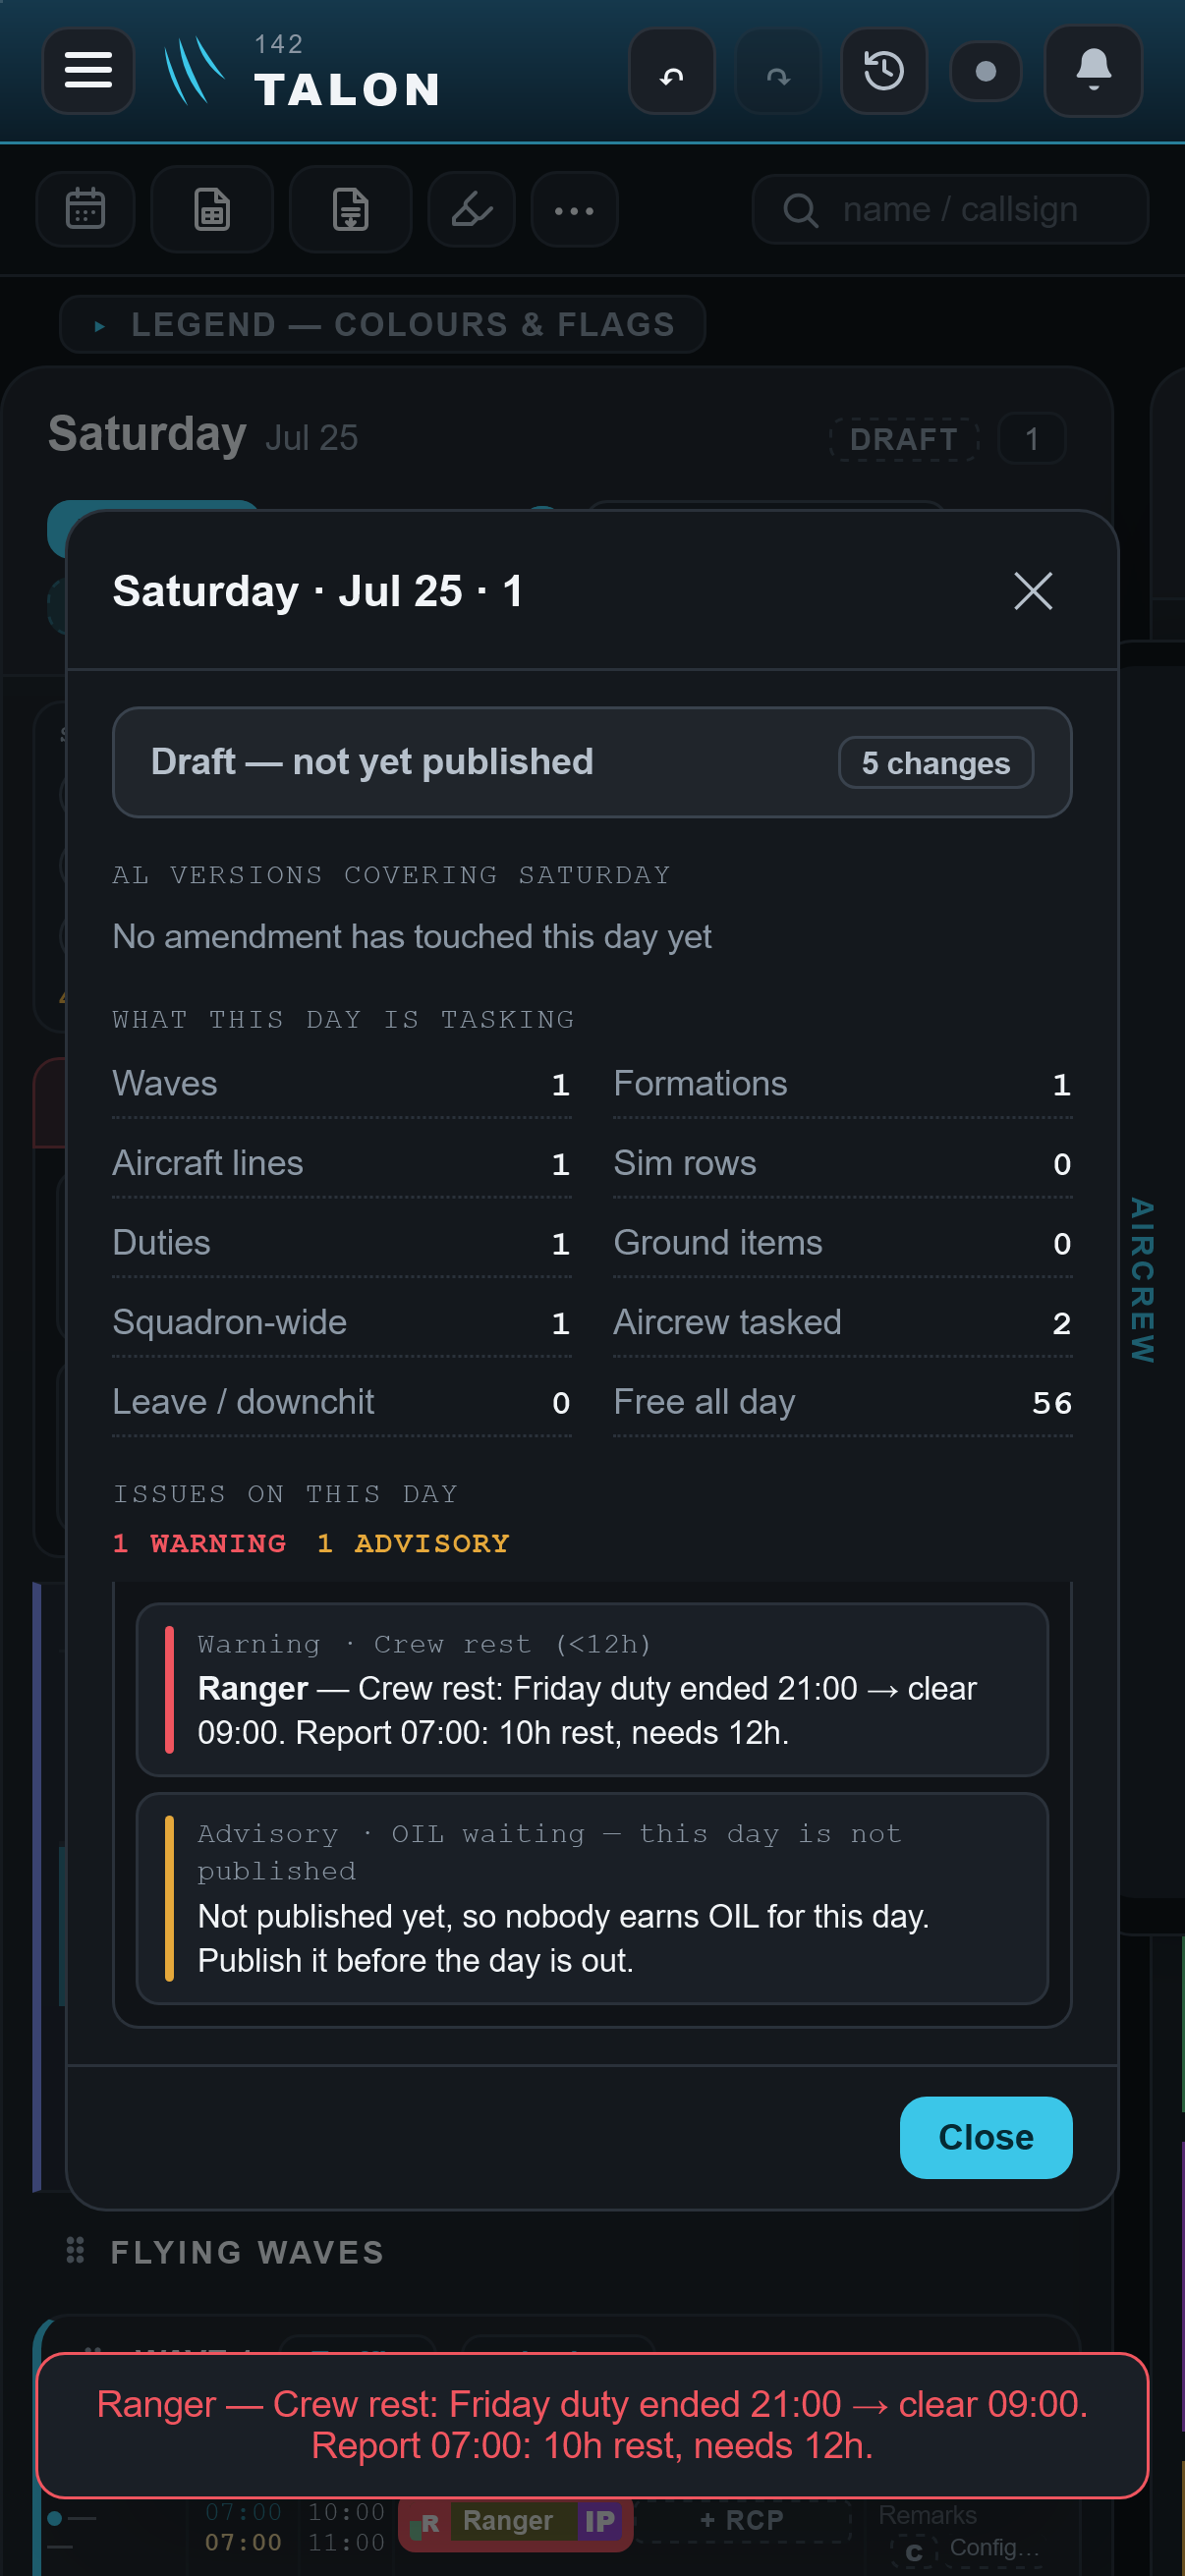 142
TALON
name / callsign
LEGEND — COLOURS & FLAGS
Saturday Jul 25 DRAFT 1
Saturday · Jul 25 · 1
Draft — not yet published 5 changes
AL VERSIONS COVERING SATURDAY
No amendment has touched this day yet
WHAT THIS DAY IS TASKING
Waves 1 Formations 1
Aircraft lines 1 Sim rows 0
Duties 1 Ground items 0
Squadron-wide 1 Aircrew tasked 2
Leave / downchit 0 Free all day 56
AIRCREW
ISSUES ON THIS DAY
1 WARNING 1 ADVISORY
Warning · Crew rest (<12h)
Ranger — Crew rest: Friday duty ended 21:00 → clear
09:00. Report 07:00: 10h rest, needs 12h.
Advisory · OIL waiting — this day is not
published
Not published yet, so nobody earns OIL for this day.
Publish it before the day is out.
Close
FLYING WAVES
Ranger — Crew rest: Friday duty ended 21:00 → clear 09:00.
Report 07:00: 10h rest, needs 12h.
07:00 10:00 R Ranger IP + RCP Remarks
07:00 11:00 C Config...